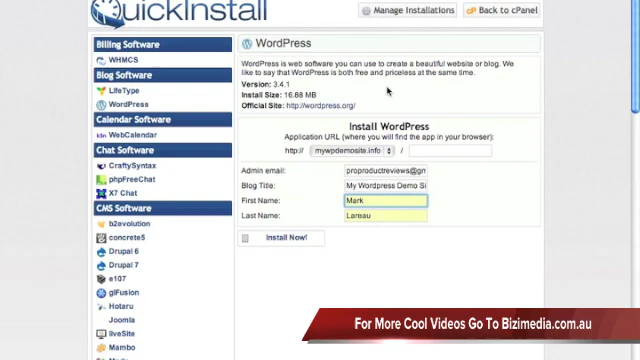 QuickInstall
Manage Installations
cP Back to cPanel
Billing Software
WHMCS
Blog Software
LifeType
WordPress
Calendar Software
WebCalendar
Chat Software
CraftySyntax
phpFreeChat
X7 Chat
CMS Software
b2evolution
concrete5
Drupal 6
Drupal 7
e107
glFusion
Hotaru
Joomla
liveSite
Mambo
WordPress
WordPress is web software you can use to create a beautiful website or blog. We
like to say that WordPress is both free and priceless at the same time.
Version: 3.4.1
Install Size: 16.88 MB
Official Site: http://wordpress.org/
Install WordPress
Application URL (where you will find the app in your browser):
http:// mywpdemosite.info /
Admin email: proproductreviews@gm
Blog Title: My Wordpress Demo Si
First Name: Mark
Last Name: Lareau
Install Now!
For More Cool Videos Go To Bizimedia.com.au